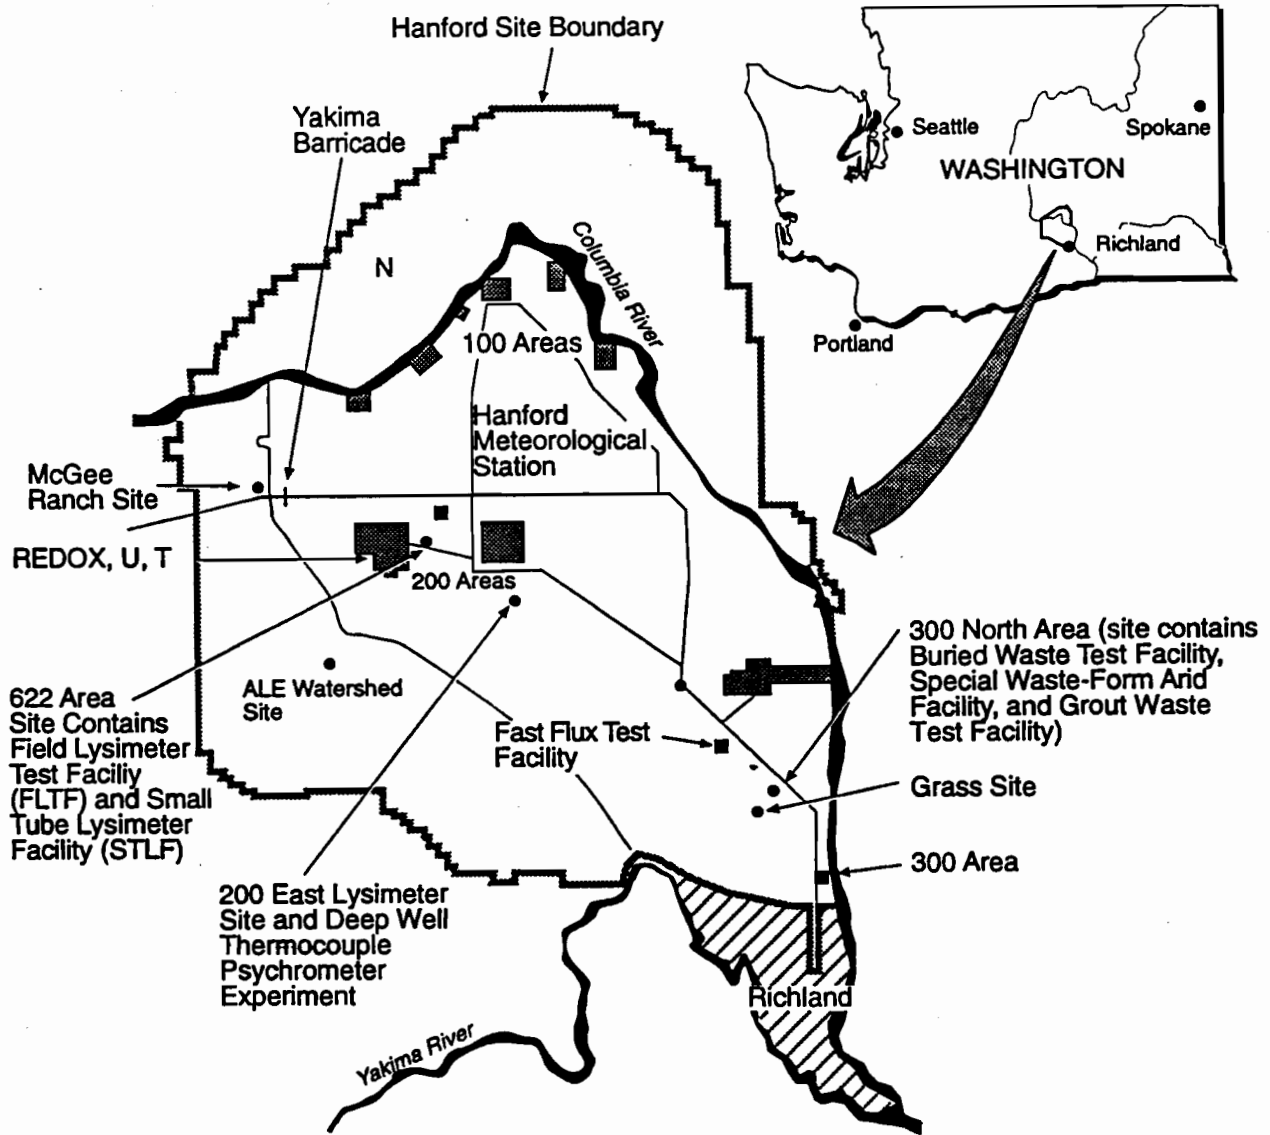 Hanford Site Boundary
Yakima
Barricade
Seattle
Spokane
WASHINGTON
Richland
Portland
N
Columbia River
100 Areas
Hanford
Meteorological
Station
McGee
Ranch Site
REDOX, U, T
200 Areas
ALE Watershed
Site
622 Area
Site Contains
Field Lysimeter
Test Faciliy
(FLTF) and Small
Tube Lysimeter
Facility (STLF)
300 North Area (site contains
Buried Waste Test Facility,
Special Waste-Form Arid
Facility, and Grout Waste
Test Facility)
Fast Flux Test
Facility
Grass Site
300 Area
200 East Lysimeter
Site and Deep Well
Thermocouple
Psychrometer
Experiment
Richland
Yakima River